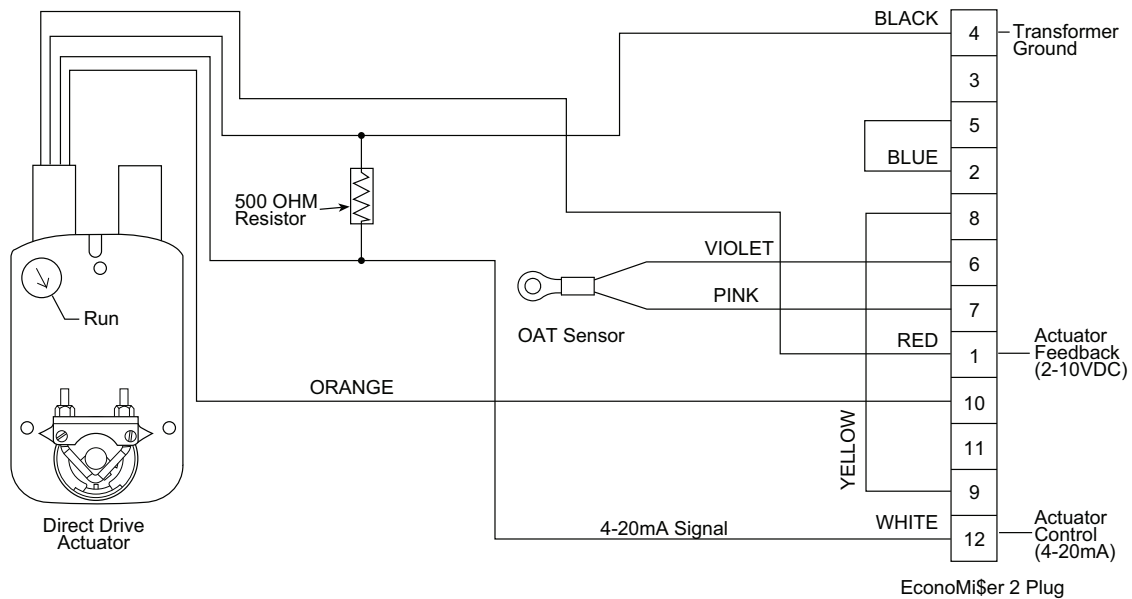 BLACK
4
Transformer
Ground
3
5
BLUE
2
500 OHM
Resistor
8
VIOLET
6
PINK
7
Run
OAT Sensor
RED
1
Actuator
Feedback
(2-10VDC)
ORANGE
10
YELLOW
11
9
Direct Drive
Actuator
4-20mA Signal
WHITE
12
Actuator
Control
(4-20mA)
EconoMi$er 2 Plug